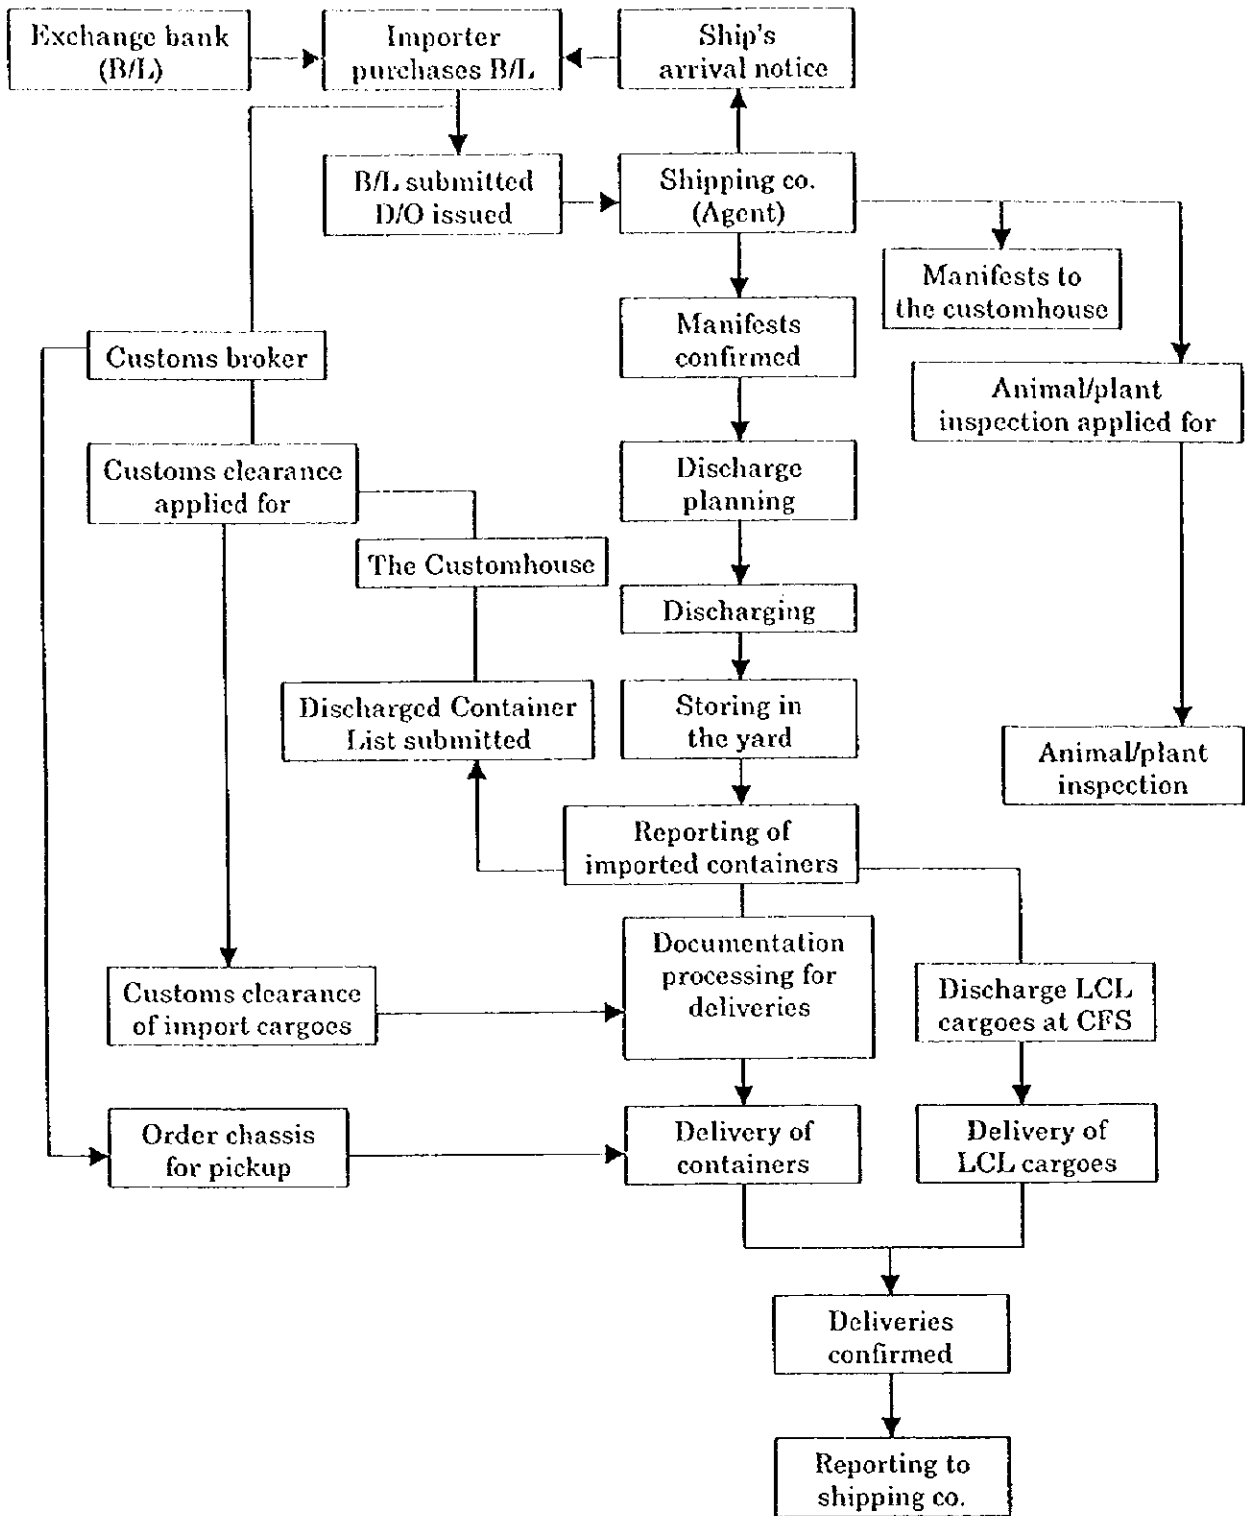 Exchange bank
(B/L)
Importer
purchases B/L
Ship's
arrival notice
B/L submitted
D/O issued
Shipping co.
(Agent)
Manifests to
the customhouse
Manifests
confirmed
Customs broker
Animal/plant
inspection applied for
Customs clearance
applied for
Discharge
planning
The Customhouse
Discharging
Discharged Container
List submitted
Storing in
the yard
Animal/plant
inspection
Reporting of
imported containers
Documentation
processing for
deliveries
Customs clearance
of import cargoes
Discharge LCL
cargoes at CFS
Order chassis
for pickup
Delivery of
containers
Delivery of
LCL cargoes
Deliveries
confirmed
Reporting to
shipping co.